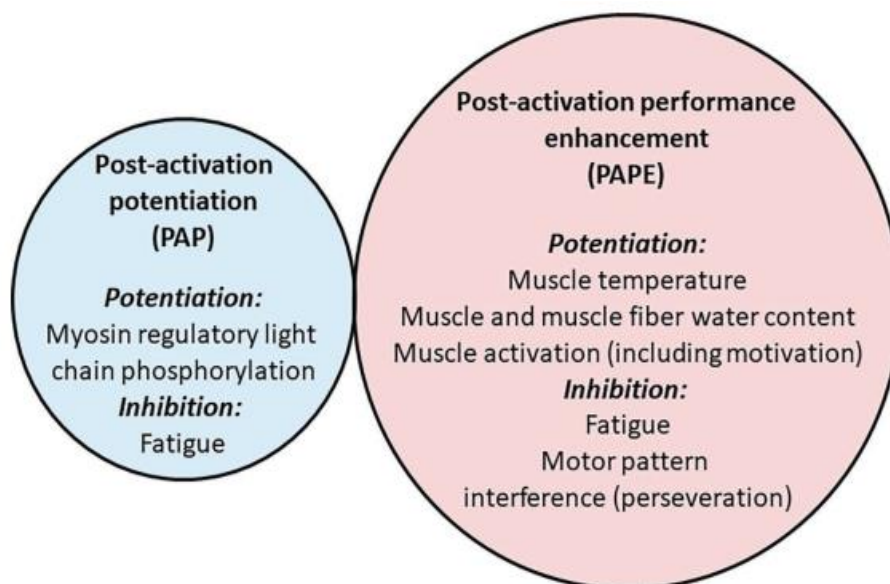 Post-activation
potentiation
(PAP)
Potentiation:
Myosin regulatory light
chain phosphorylation
Inhibition:
Fatigue
Post-activation performance
enhancement
(PAPE)
Potentiation:
Muscle temperature
Muscle and muscle fiber water content
Muscle activation (including motivation)
Inhibition:
Fatigue
Motor pattern
interference (perseveration)